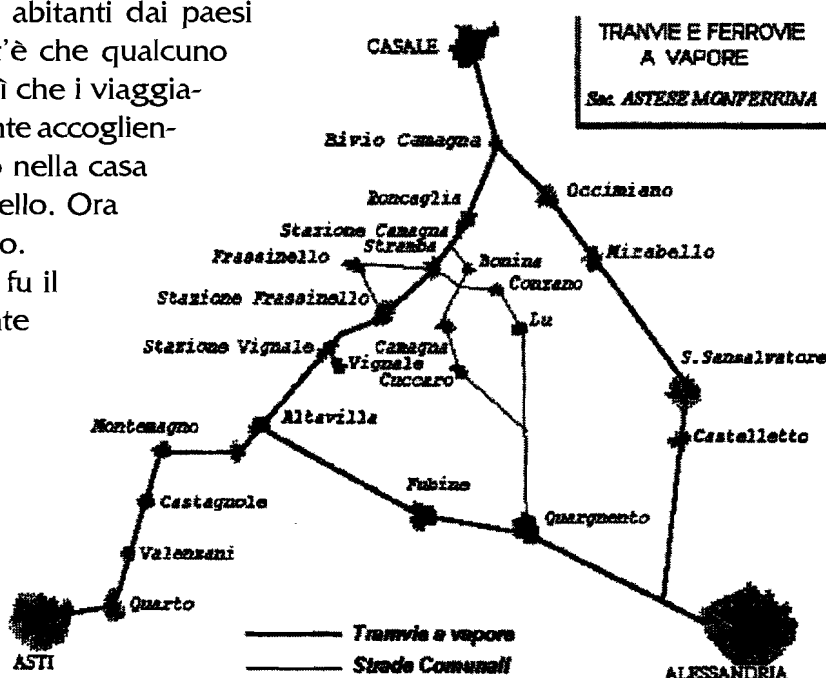 abitanti dai paesi
'è che qualcuno
ì che i viaggia-
nte accoglien-
nella casa
ello. Ora
o.
fu il
nte
TRANVIE E FERROVIE
A VAPORE
Soc. ASTESE MONFERRINA
CASALE
Bivio Camagna
Roncaglia
Occimiano
Stazione Camagna
Stramba
Frassinello
Bonina
Mirabello
Conzano
Stazione Frassinello
Lu
Stazione Vignale
Camagna
Vignale
Cuccaro
S.Sansalvatore
Montemagno
Altavilla
Castelletto
Fubine
Castagnole
Quargnento
Valenzani
Quarto
Tramvie a vapore
ASTI
Strade Comunali
ALESSANDRIA